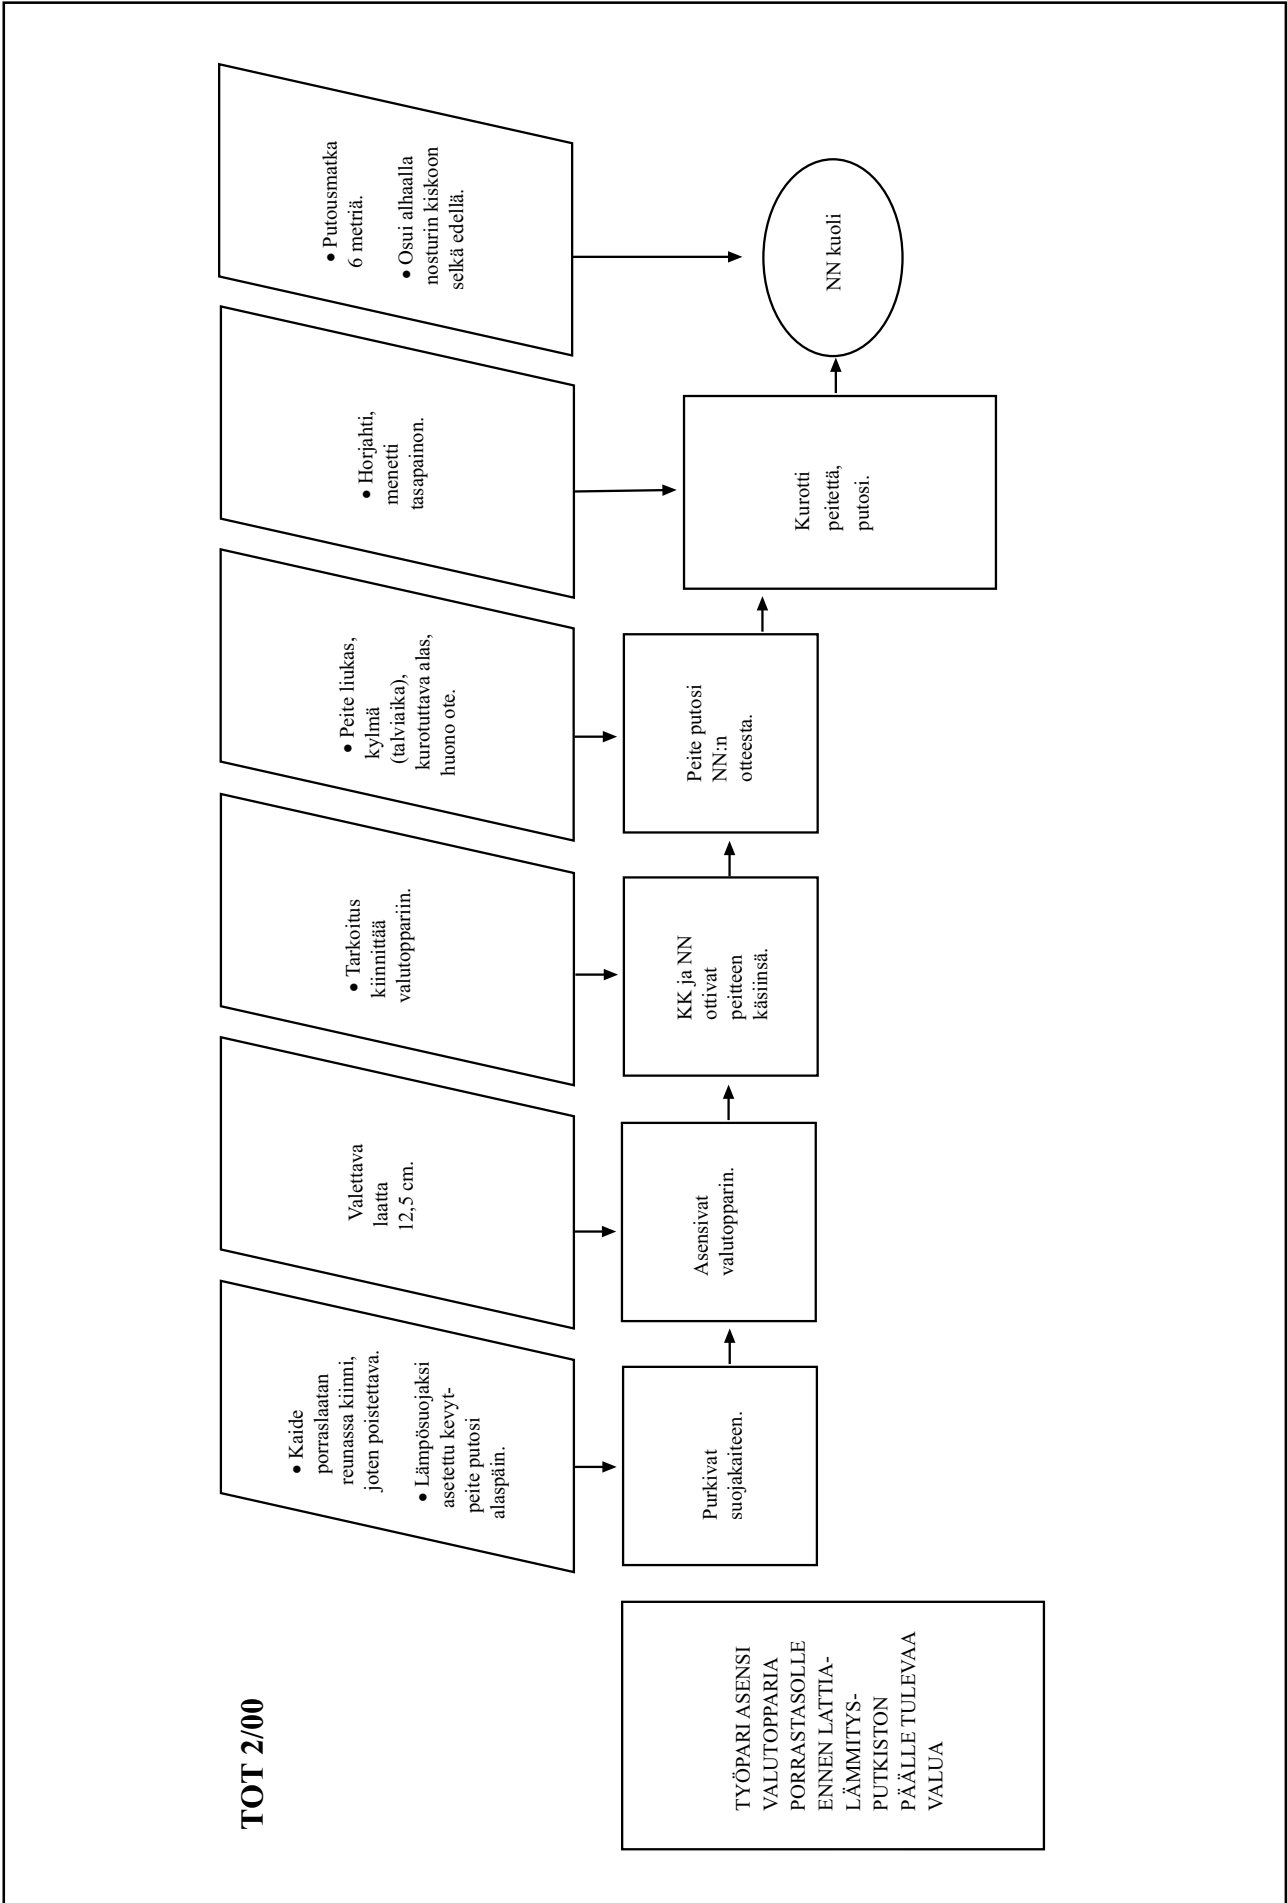 TOT 2/00
TYÖPARI ASENSI
VALUTOPPARIA
PORRASTASOLLE
ENNEN LATTIA-
LÄMMITYS-
PUTKISTON
PÄÄLLE TULEVAA
VALUA
• Kaide
porraslaatan
reunassa kiinni,
joten poistettava.
• Lämpösuojaksi
asetettu kevyt-
peite putosi
alaspäin.
Purkivat
suojakaiteen.
Valettava
laatta
12,5 cm.
Asensivat
valutopparin.
• Tarkoitus
kiinnittää
valutoppariin.
KK ja NN
ottivat
peitteen
käsiinsä.
• Peite liukas,
kylmä
(talviaika),
kurotuttava alas,
huono ote.
Peite putosi
NN:n
otteesta.
• Horjahti,
menetti
tasapainon.
Kurotti
peitettä,
putosi.
• Putousmatka
6 metriä.
• Osui alhaalla
nosturin kiskoon
selkä edellä.
NN kuoli